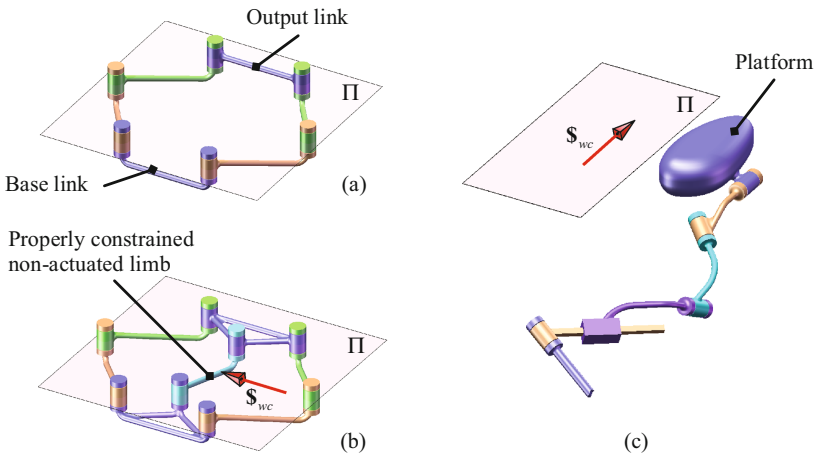 Output link
Π
Base link
(a)
Properly constrained
non-actuated limb
Π
$wc
(b)
Platform
Π
$wc
(c)